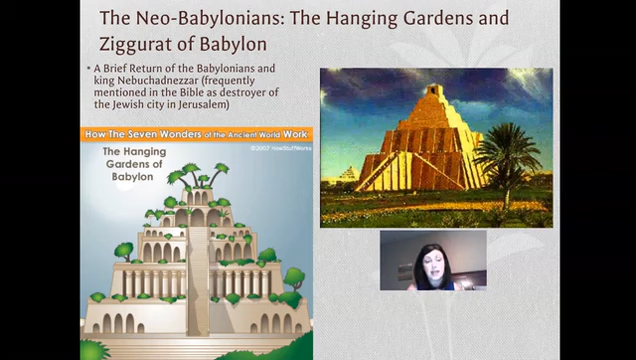 The Neo-Babylonians: The Hanging Gardens and
Ziggurat of Babylon
• A Brief Return of the Babylonians and
king Nebuchadnezzar (frequently
mentioned in the Bible as destroyer of
the Jewish city in Jerusalem)
How The Seven Wonders of the Ancient World Work
©2007 HowStuffWorks
The Hanging
Gardens of
Babylon